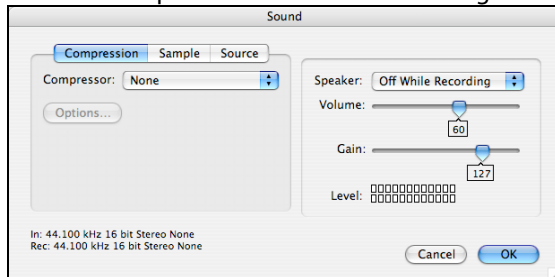 Sound
Compression Sample Source
Compressor: None
Options...
Speaker: Off While Recording
Volume:
60
Gain:
127
Level:
In: 44.100 kHz 16 bit Stereo None
Rec: 44.100 kHz 16 bit Stereo None
Cancel OK